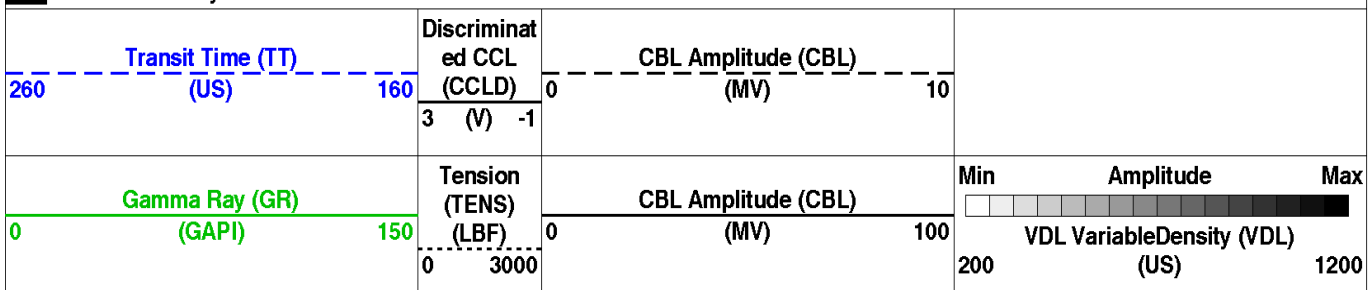 Transit Time (TT)
260 (US) 160
Discriminat
ed CCL
(CCLD)
3 (V) -1
CBL Amplitude (CBL)
0 (MV) 10
Gamma Ray (GR)
0 (GAPI) 150
Tension
(TENS)
(LBF)
0 3000
CBL Amplitude (CBL)
0 (MV) 100
Min Amplitude Max
VDL VariableDensity (VDL)
200 (US) 1200